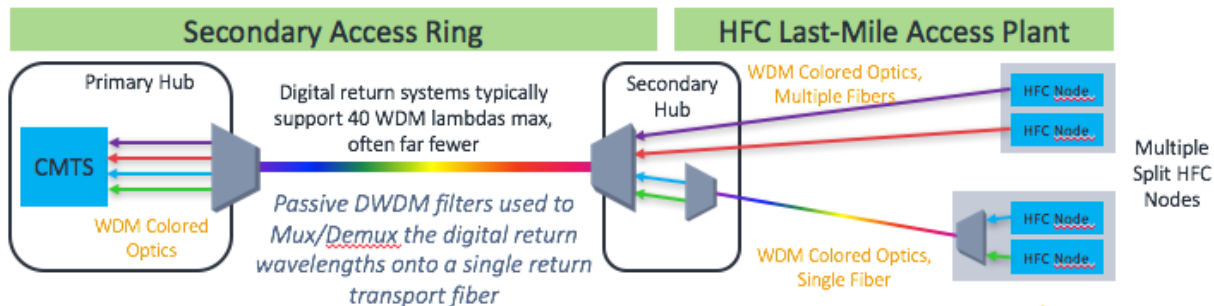 Secondary Access Ring
HFC Last-Mile Access Plant
Primary Hub
CMTS
WDM Colored
Optics
Digital return systems typically
support 40 WDM lambdas max,
often far fewer
Passive DWDM filters used to
Mux/Demux the digital return
wavelengths onto a single return
transport fiber
Secondary
Hub
WDM Colored Optics,
Multiple Fibers
HFC Node
HFC Node
WDM Colored Optics,
Single Fiber
HFC Node
HFC Node
Multiple
Split HFC
Nodes